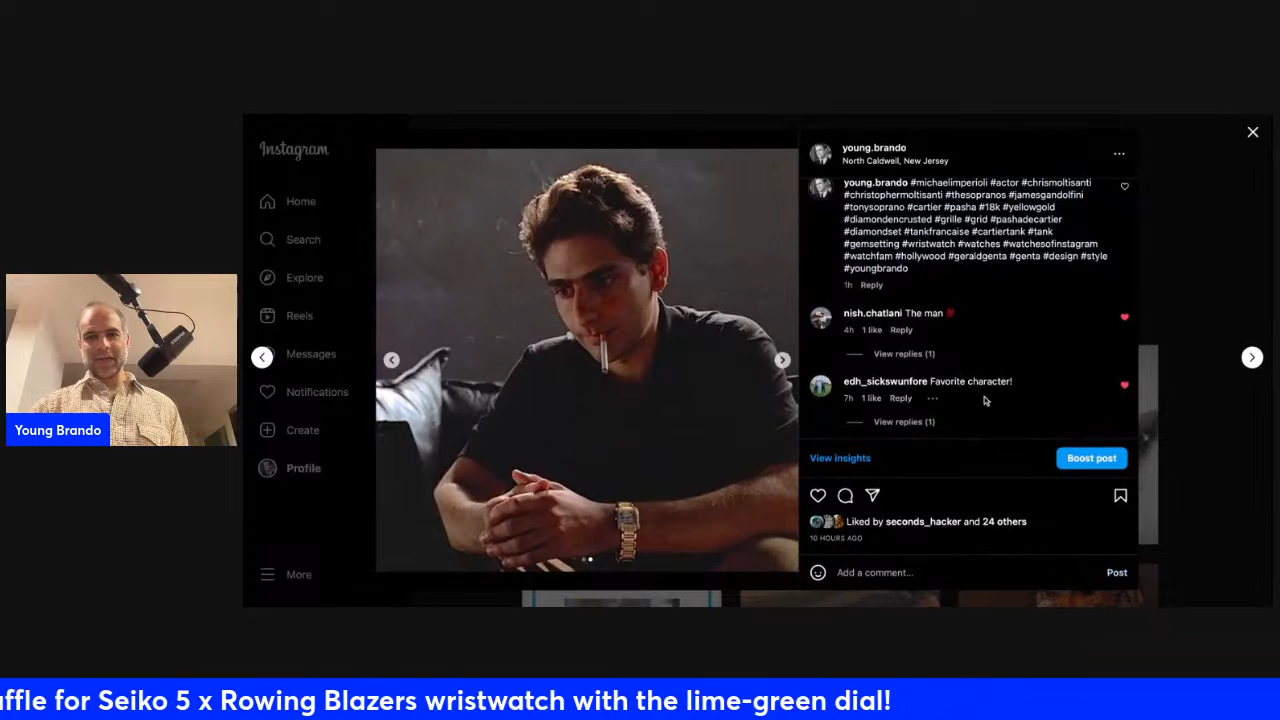 Instagram
Home
Search
Explore
Reels
Messages
Notifications
Create
Profile
More
young.brando
North Caldwell, New Jersey
young.brando #michaelimperioli #actor #chrismoltisanti
#christophermoltisanti #thesopranos #jamesgandolfini
#tonysoprano #cartier #pasha #18k #yellowgold
#diamondencrusted #grille #grid #pashadecartier
#diamondset #tankfrancaise #cartiertank #tank
#gemsetting #wristwatch #watches #watchesofinstagram
#watchfam #hollywood #geraldgenta #genta #design #style
#youngbrando
1h Reply
nish.chatlani The man
4h 1 like Reply
View replies (1)
edh_sickswunfore Favorite character!
7h 1 like Reply
View replies (1)
View insights
Boost post
Liked by seconds_hacker and 24 others
10 HOURS AGO
Add a comment...
Post
Young Brando
affle for Seiko 5 x Rowing Blazers wristwatch with the lime-green dial!